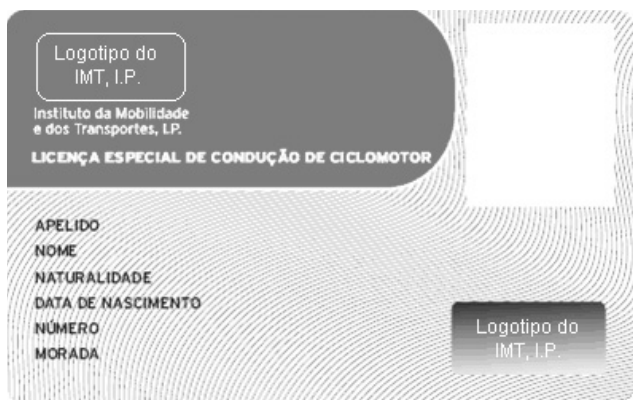 Logotipo do
IMT, I.P.
Instituto da Mobilidade
e dos Transportes, I.P.
LICENÇA ESPECIAL DE CONDUÇÃO DE CICLOMOTOR
APELIDO
NOME
NATURALIDADE
DATA DE NASCIMENTO
NÚMERO
MORADA
Logotipo do
IMT, I.P.